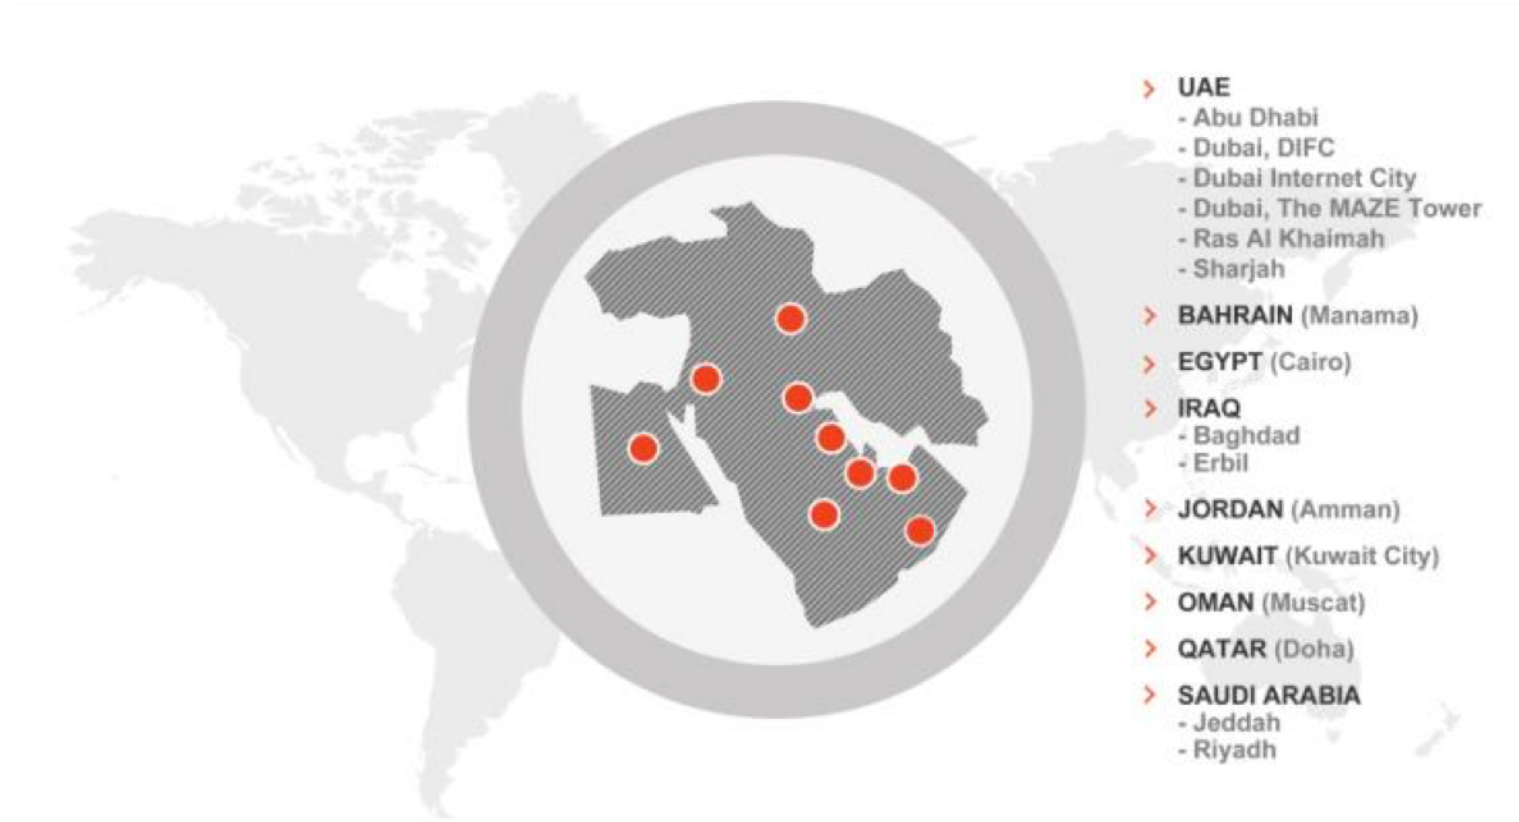 UAE
- Abu Dhabi
- Dubai, DIFC
- Dubai Internet City
- Dubai, The MAZE Tower
- Ras Al Khaimah
- Sharjah
BAHRAIN (Manama)
EGYPT (Cairo)
IRAQ
- Baghdad
- Erbil
JORDAN (Amman)
KUWAIT (Kuwait City)
OMAN (Muscat)
QATAR (Doha)
SAUDI ARABIA
- Jeddah
- Riyadh